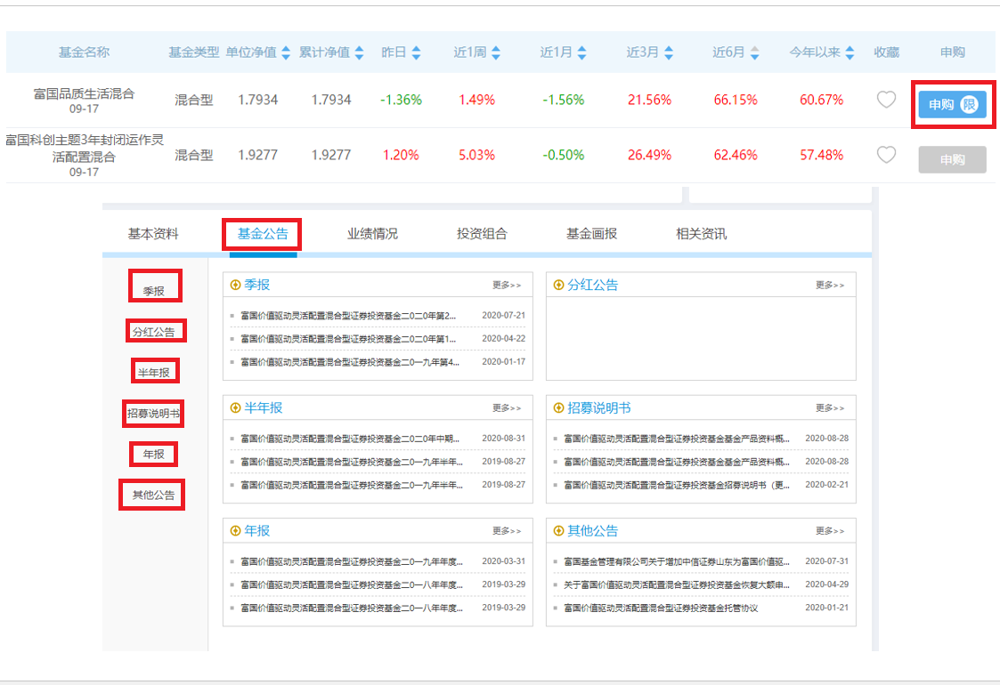 基金名称 基金类型 单位净值 累计净值 昨日 近1周 近1月 近3月 近6月 今年以来 收藏 申购
富国品质生活混合
09-17
混合型 1.7934 1.7934 -1.36% 1.49% -1.56% 21.56% 66.15% 60.67% 申购 限
富国科创主题3年封闭运作灵
活配置混合
09-17
混合型 1.9277 1.9277 1.20% 5.03% -0.50% 26.49% 62.46% 57.48% 申购
基本资料 基金公告 业绩情况 投资组合 基金画报 相关资讯
季报
分红公告
半年报
招募说明书
年报
其他公告
季报 更多>>
富国价值驱动灵活配置混合型证券投资基金二0二0年第2... 2020-07-21
富国价值驱动灵活配置混合型证券投资基金二0二0年第1... 2020-04-22
富国价值驱动灵活配置混合型证券投资基金二0一九年第4... 2020-01-17
分红公告 更多>>
半年报 更多>>
富国价值驱动灵活配置混合型证券投资基金二0二0年中期... 2020-08-31
富国价值驱动灵活配置混合型证券投资基金二0一九年半年... 2019-08-27
富国价值驱动灵活配置混合型证券投资基金二0一九年半年... 2019-08-27
招募说明书 更多>>
富国价值驱动灵活配置混合型证券投资基金基金产品资料概... 2020-08-28
富国价值驱动灵活配置混合型证券投资基金基金产品资料概... 2020-08-28
富国价值驱动灵活配置混合型证券投资基金招募说明书（更... 2020-02-21
年报 更多>>
富国价值驱动灵活配置混合型证券投资基金二0一九年年度... 2020-03-31
富国价值驱动灵活配置混合型证券投资基金二0一八年年度... 2019-03-29
富国价值驱动灵活配置混合型证券投资基金二0一八年年度... 2019-03-29
其他公告 更多>>
富国基金管理有限公司关于增加中信证券山东为富国价值驱... 2020-07-31
关于富国价值驱动灵活配置混合型证券投资基金恢复大额申... 2020-04-29
富国价值驱动灵活配置混合型证券投资基金托管协议 2020-01-21